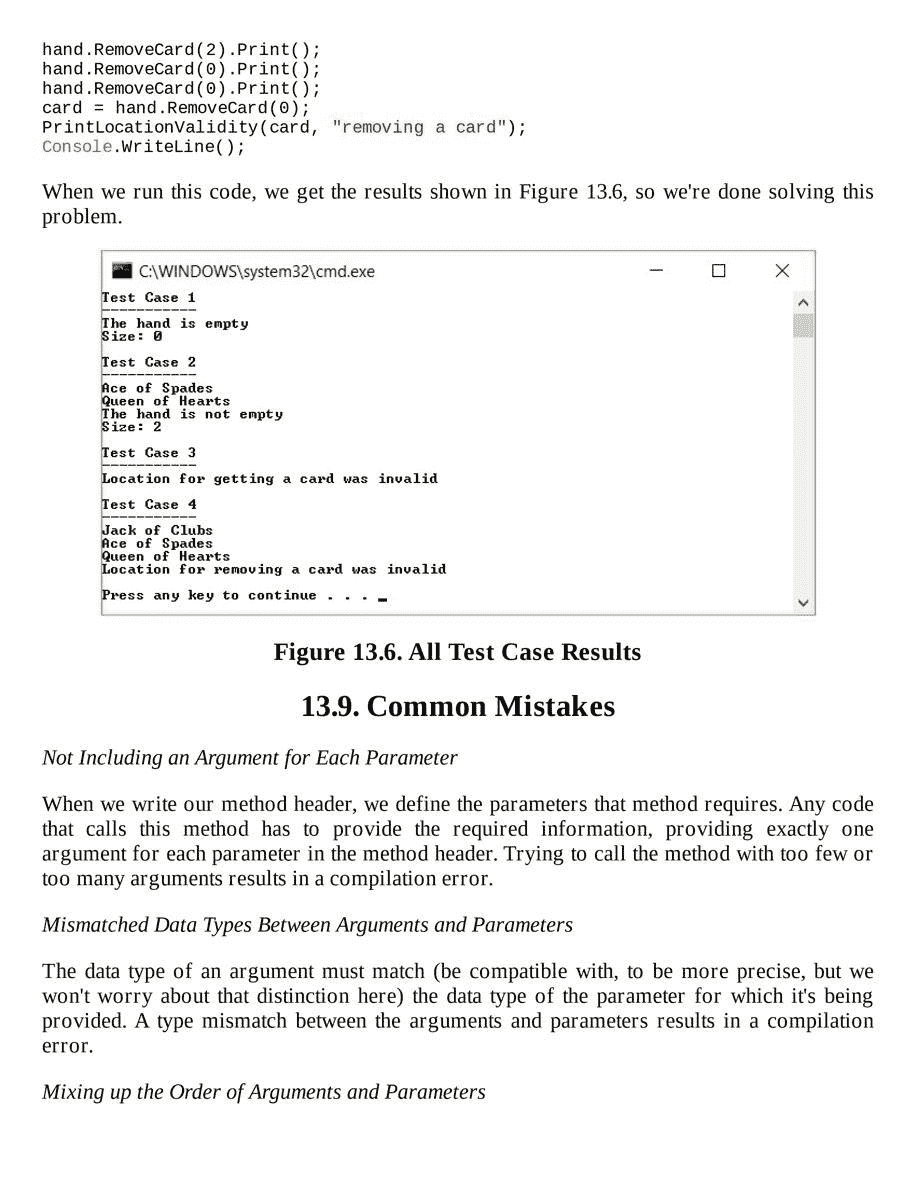 hand.RemoveCard(2).Print();
hand.RemoveCard(0).Print();
hand.RemoveCard(0).Print();
card = hand.RemoveCard(0);
PrintLocationValidity(card, "removing a card");
Console.WriteLine();
When we run this code, we get the results shown in Figure 13.6, so we're done solving this
problem.
C:\WINDOWS\system32\cmd.exe
Test Case 1
-----------
The hand is empty
Size: 0
Test Case 2
-----------
Ace of Spades
Queen of Hearts
The hand is not empty
Size: 2
Test Case 3
-----------
Location for getting a card was invalid
Test Case 4
-----------
Jack of Clubs
Ace of Spades
Queen of Hearts
Location for removing a card was invalid
Press any key to continue . . . _
Figure 13.6. All Test Case Results
13.9. Common Mistakes
Not Including an Argument for Each Parameter
When we write our method header, we define the parameters that method requires. Any code
that calls this method has to provide the required information, providing exactly one
argument for each parameter in the method header. Trying to call the method with too few or
too many arguments results in a compilation error.
Mismatched Data Types Between Arguments and Parameters
The data type of an argument must match (be compatible with, to be more precise, but we
won't worry about that distinction here) the data type of the parameter for which it's being
provided. A type mismatch between the arguments and parameters results in a compilation
error.
Mixing up the Order of Arguments and Parameters